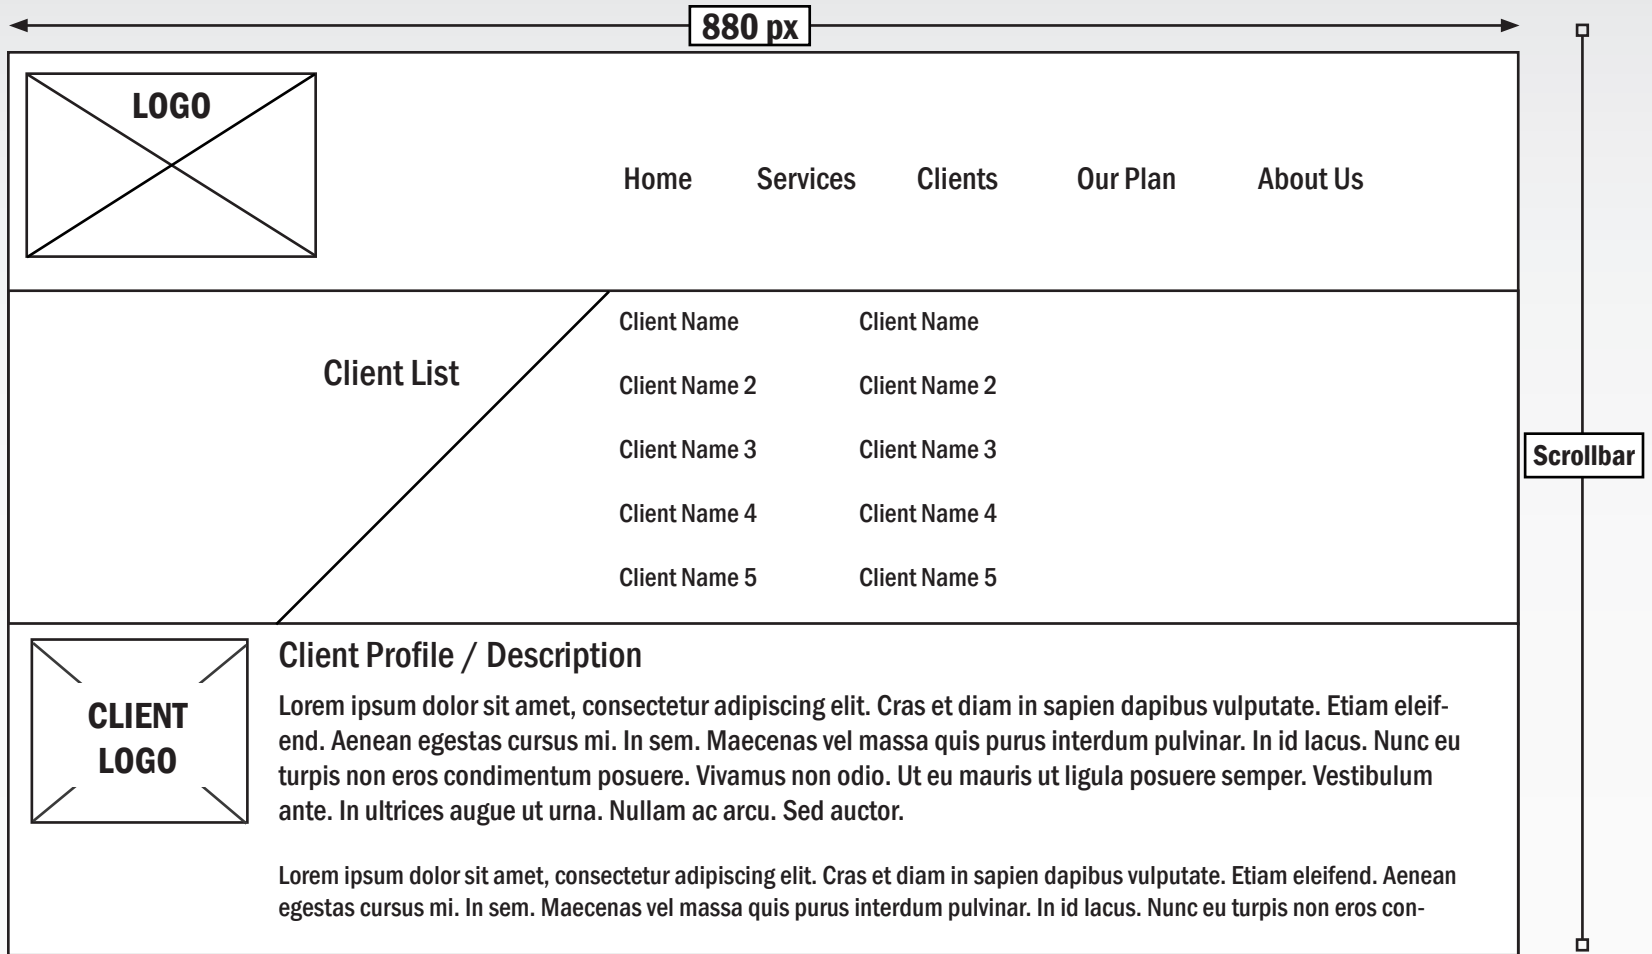 880 px
LOGO
Home Services Clients Our Plan About Us
Client List
Client Name Client Name
Client Name 2 Client Name 2
Client Name 3 Client Name 3
Client Name 4 Client Name 4
Client Name 5 Client Name 5
Scrollbar
CLIENT
LOGO
Client Profile / Description
Lorem ipsum dolor sit amet, consectetur adipiscing elit. Cras et diam in sapien dapibus vulputate. Etiam eleif-
end. Aenean egestas cursus mi. In sem. Maecenas vel massa quis purus interdum pulvinar. In id lacus. Nunc eu
turpis non eros condimentum posuere. Vivamus non odio. Ut eu mauris ut ligula posuere semper. Vestibulum
ante. In ultrices augue ut urna. Nullam ac arcu. Sed auctor.
Lorem ipsum dolor sit amet, consectetur adipiscing elit. Cras et diam in sapien dapibus vulputate. Etiam eleifend. Aenean
egestas cursus mi. In sem. Maecenas vel massa quis purus interdum pulvinar. In id lacus. Nunc eu turpis non eros con-